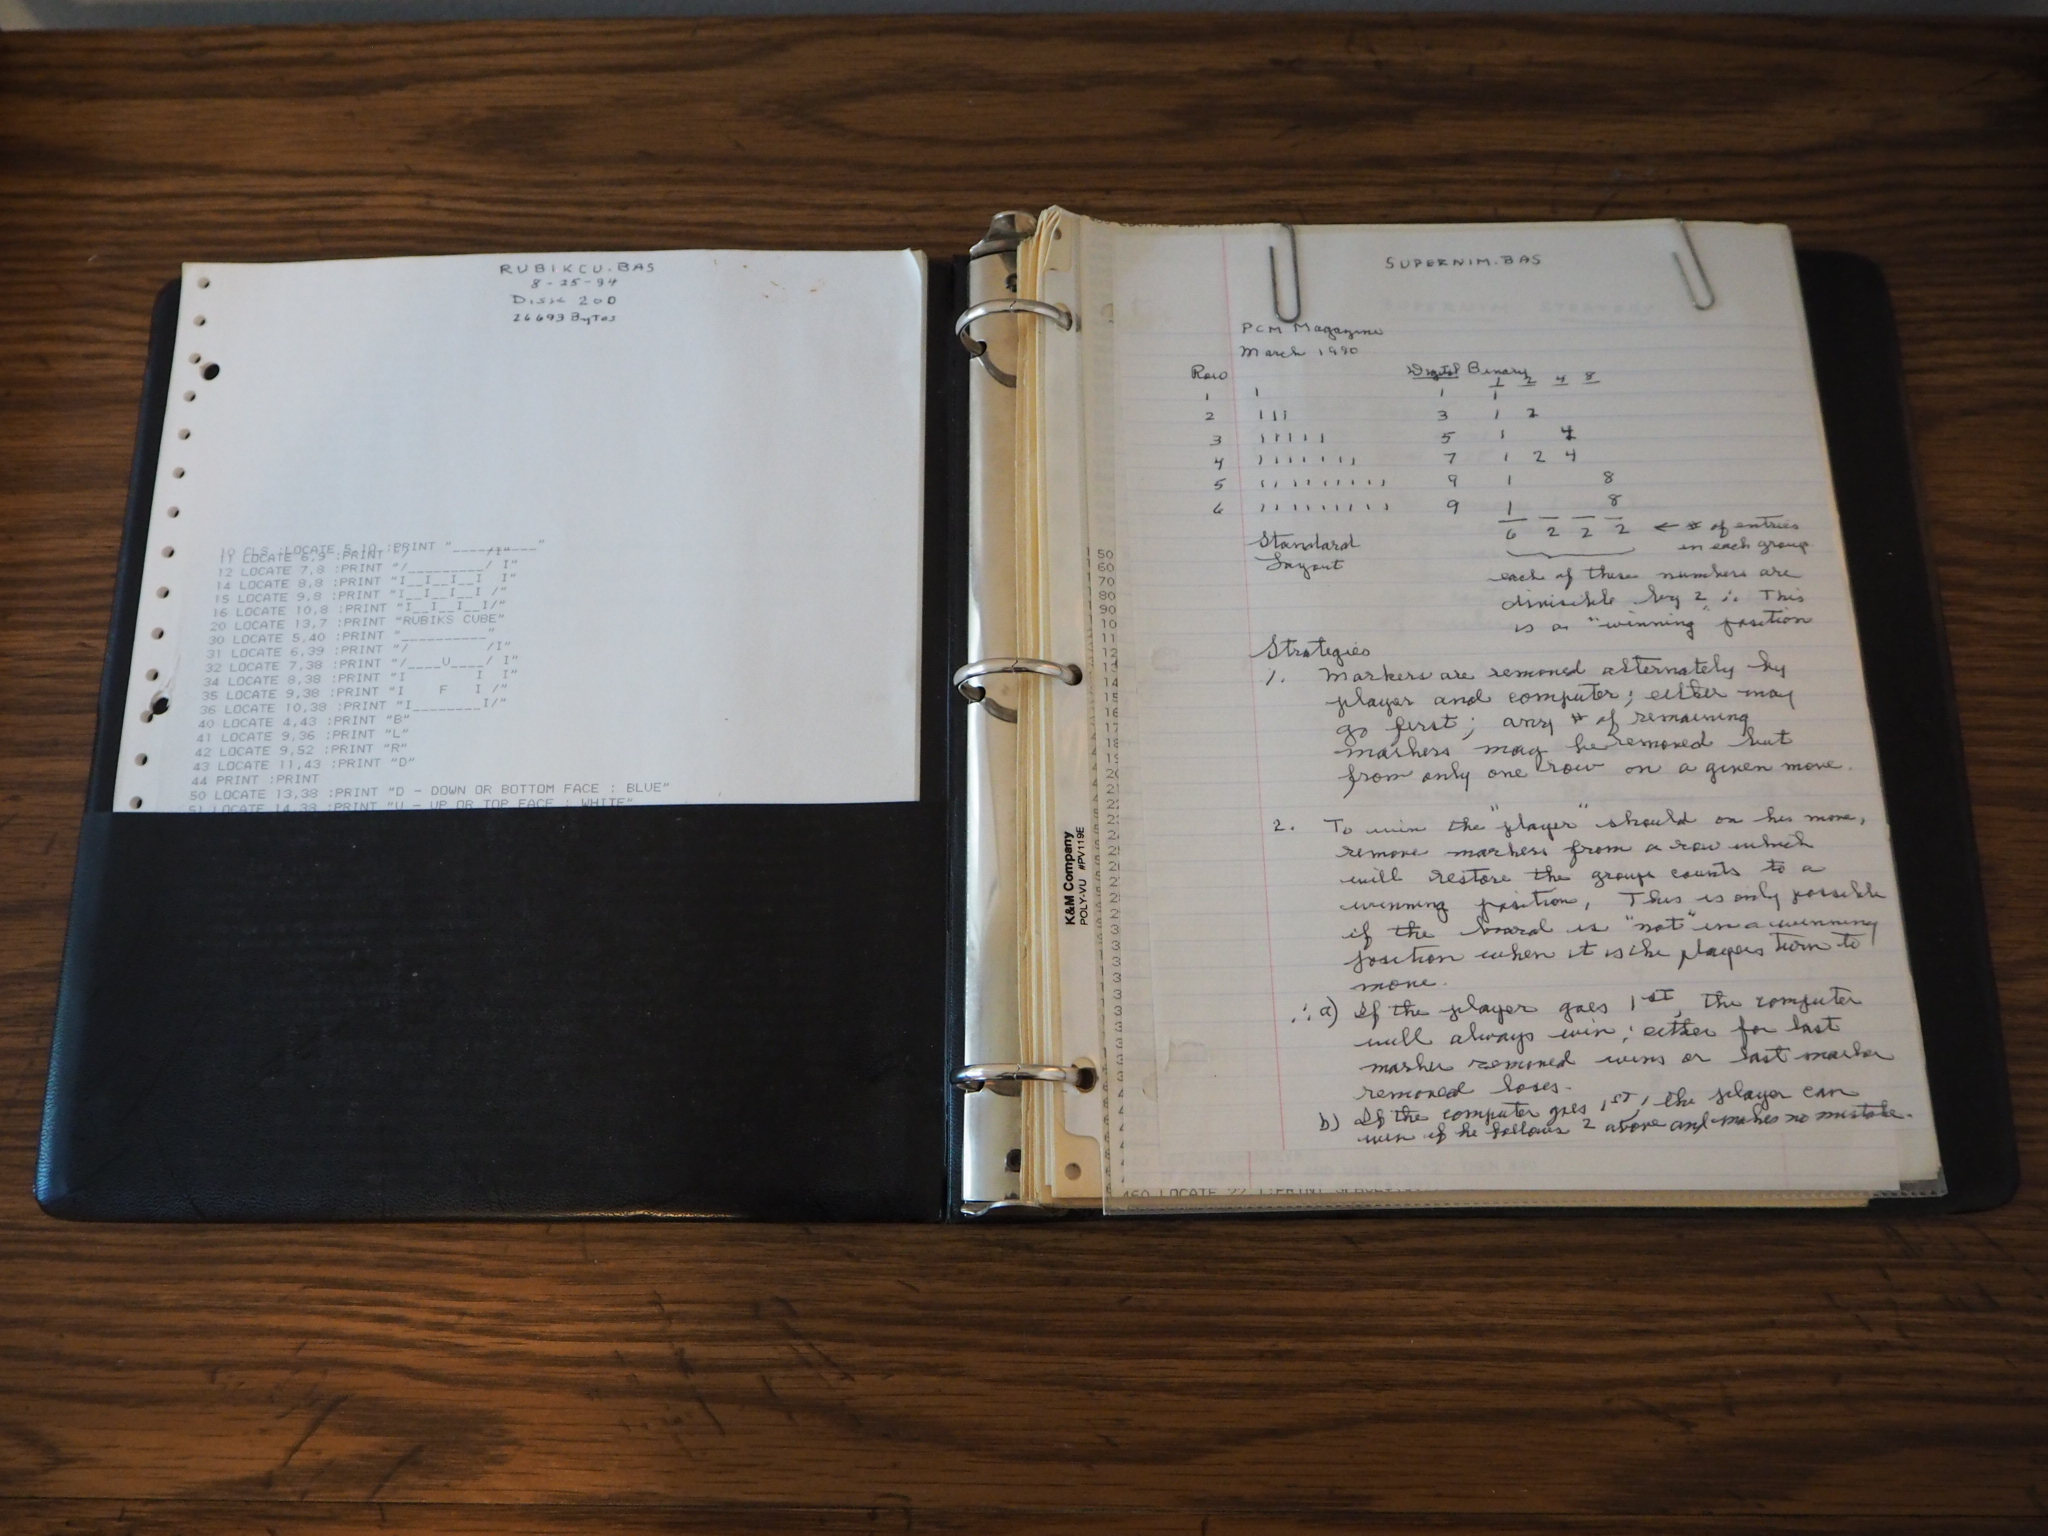 RUBIKCU.BAS
8-25-94
Disk 20D
26693 Bytes
10 CLS :LOCATE 5,10 :PRINT "__________"
11 LOCATE 6,9 :PRINT "/ /I"
12 LOCATE 7,8 :PRINT "/_________/ I"
14 LOCATE 8,8 :PRINT "I__I__I__I I"
15 LOCATE 9,8 :PRINT "I__I__I__I /"
16 LOCATE 10,8 :PRINT "I__I__I__I/"
20 LOCATE 13,7 :PRINT "RUBIKS CUBE"
30 LOCATE 5,40 :PRINT "__________"
31 LOCATE 6,39 :PRINT "/ /I"
32 LOCATE 7,38 :PRINT "/____U____/ I"
34 LOCATE 8,38 :PRINT "I I I"
35 LOCATE 9,38 :PRINT "I F I /"
36 LOCATE 10,38 :PRINT "I________I/"
40 LOCATE 4,43 :PRINT "B"
41 LOCATE 9,36 :PRINT "L"
42 LOCATE 9,52 :PRINT "R"
43 LOCATE 11,43 :PRINT "D"
44 PRINT :PRINT
50 LOCATE 13,38 :PRINT "D - DOWN OR BOTTOM FACE : BLUE"
51 LOCATE 14,38 :PRINT "U - UP OR TOP FACE : WHITE"
K&M Company
POLY-VU #PV119E
50
60
70
80
90
SUPERNIM.BAS
PCM Magazine
March 1990
Row Digital Binary 1 2 4 8
1 1 1 1
2 111 3 1 2
3 11111 5 1 4
4 1111111 7 1 2 4
5 111111111 9 1 8
6 111111111 9 1 8
6 2 2 2 ← # of entries
in each group
Standard
Layout
each of these numbers are
divisible by 2 ∴ This
is a "winning" position
Strategies
1. Markers are removed alternately by
player and computer; either may
go first; any # of remaining
markers may be removed but
from only one row on a given move.
2. To win the "player" should on his move,
remove markers from a row which
will restore the group counts to a
winning position. This is only possible
if the board is "not" in a winning
position when it is the players turn to
move.
∴ a) If the player goes 1ST, the computer
will always win; either for last
marker removed wins or last marker
removed loses.
b) If the computer goes 1ST, the player can
win if he follows 2 above and makes no mistake.
460 LOCATE 22